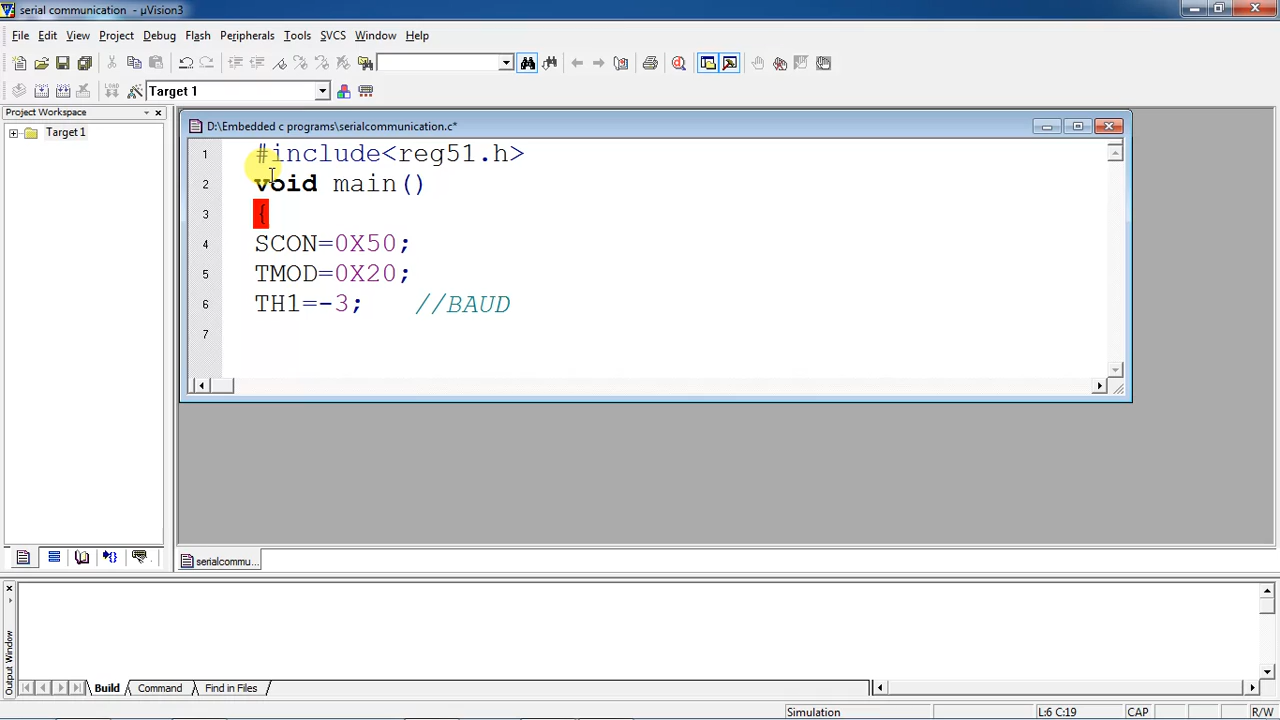 serial communication - µVision3
File Edit View Project Debug Flash Peripherals Tools SVCS Window Help
Target 1
Project Workspace
Target 1
D:\Embedded c programs\serialcommunication.c*
1 #include<reg51.h>
2 void main()
3 {
4 SCON=0X50;
5 TMOD=0X20;
6 TH1=-3; //BAUD
7
serialcommu...
Output Window
Build Command Find in Files
Simulation L:6 C:19 CAP R/W